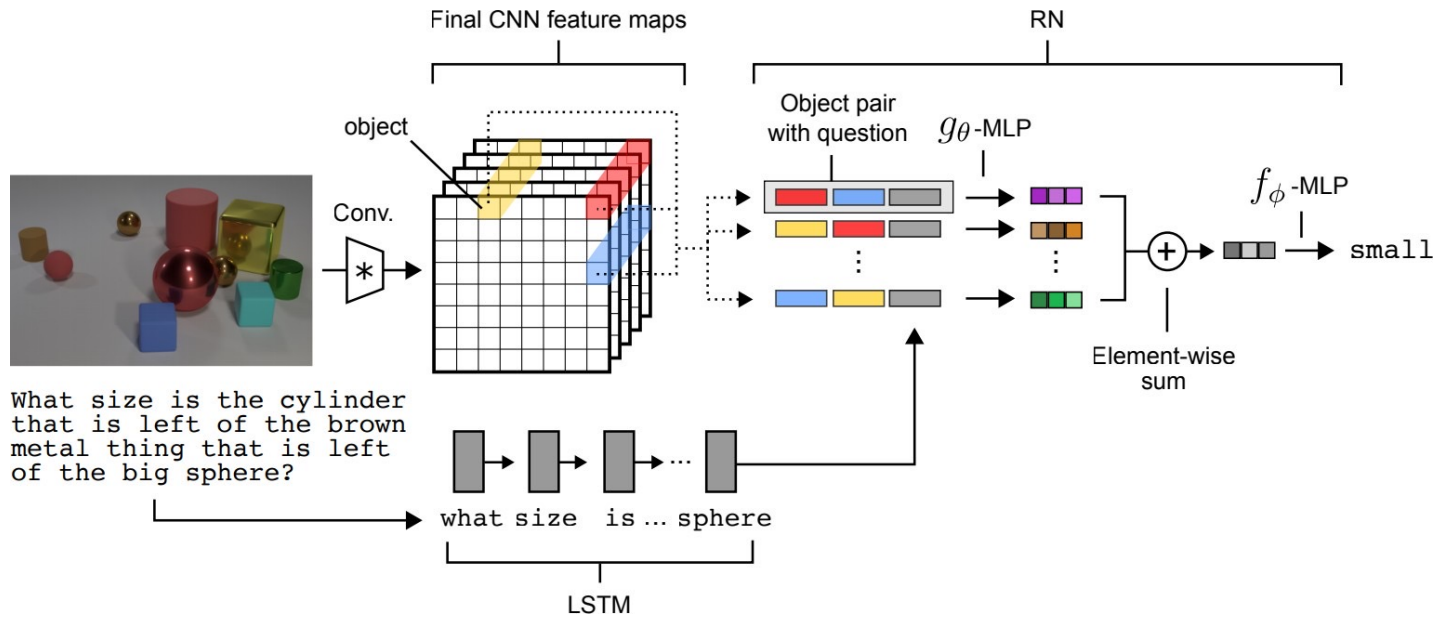 Final CNN feature maps
RN
object
Object pair
with question
gθ-MLP
fϕ-MLP
Conv.
*
+
small
Element-wise
sum
What size is the cylinder
that is left of the brown
metal thing that is left
of the big sphere?
...
what size is ... sphere
LSTM